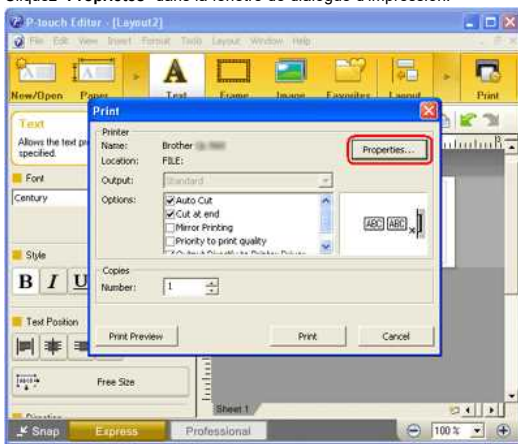 Cliquez "Propriétés" dans la fenêtre de dialogue d'impression.
P-touch Editor - [Layout2]
File Edit View Insert Format Tools Layout Window Help
New/Open Paper Text Frame Image Favorites Layout Print
Print
Text
Allows the text
specified.
Font
Century
Style
B I U
Text Position
Free Size
Printer
Name: Brother
Properties...
Location: FILE:
Output: Standard
Options: Auto Cut
Cut at end
Mirror Printing
Priority to print quality
ABC ABC
Copies
Number: 1
Print Preview Print Cancel
Sheet 1
Snap Express Professional 100 %